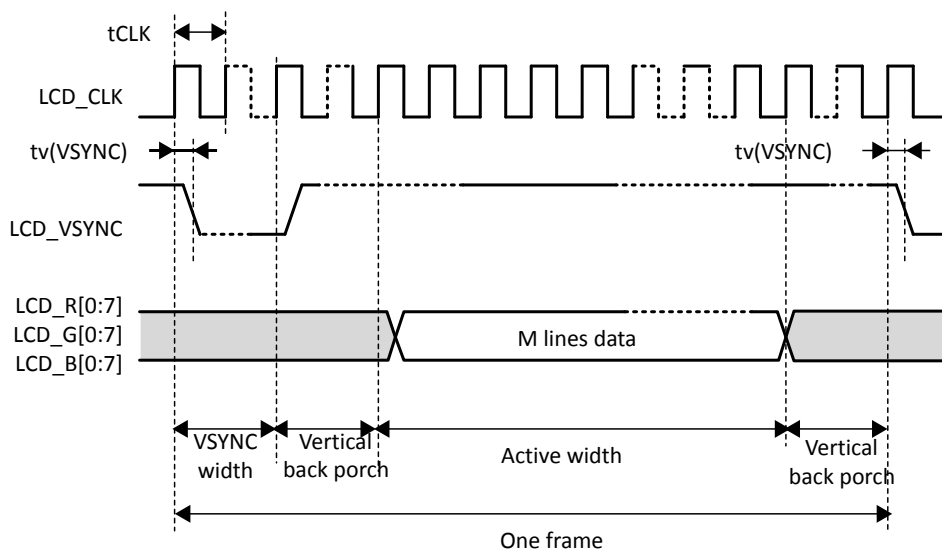 tCLK
LCD_CLK
tv(VSYNC)
tv(VSYNC)
LCD_VSYNC
LCD_R[0:7]
LCD_G[0:7]
LCD_B[0:7]
M lines data
VSYNC
width
Vertical
back porch
Active width
Vertical
back porch
One frame